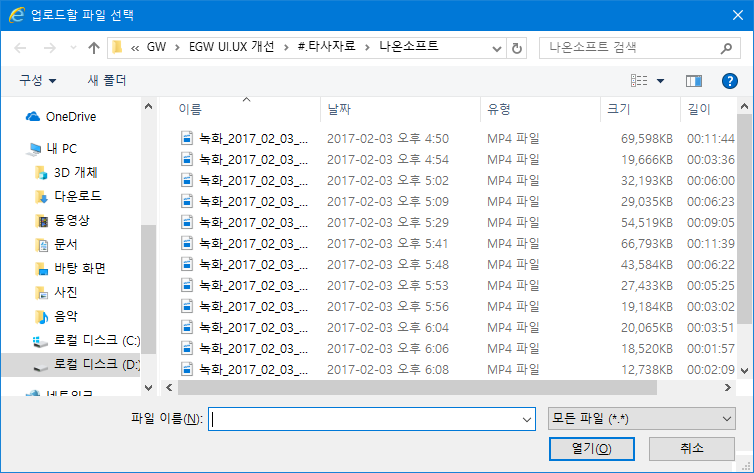 업로드할 파일 선택
« GW > EGW UI.UX 개선 > #.타사자료 > 나온소프트
나온소프트 검색
구성 새 폴더
OneDrive
내 PC
3D 개체
다운로드
동영상
문서
바탕 화면
사진
음악
로컬 디스크 (C:)
로컬 디스크 (D:)
네트워크
이름 날짜 유형 크기 길이
녹화_2017_02_03_... 2017-02-03 오후 4:50 MP4 파일 69,598KB 00:11:44
녹화_2017_02_03_... 2017-02-03 오후 4:54 MP4 파일 19,666KB 00:03:36
녹화_2017_02_03_... 2017-02-03 오후 5:02 MP4 파일 32,193KB 00:06:00
녹화_2017_02_03_... 2017-02-03 오후 5:09 MP4 파일 29,035KB 00:06:23
녹화_2017_02_03_... 2017-02-03 오후 5:29 MP4 파일 54,519KB 00:09:05
녹화_2017_02_03_... 2017-02-03 오후 5:41 MP4 파일 66,793KB 00:11:39
녹화_2017_02_03_... 2017-02-03 오후 5:48 MP4 파일 43,584KB 00:06:22
녹화_2017_02_03_... 2017-02-03 오후 5:53 MP4 파일 27,433KB 00:05:25
녹화_2017_02_03_... 2017-02-03 오후 5:56 MP4 파일 19,184KB 00:03:02
녹화_2017_02_03_... 2017-02-03 오후 6:04 MP4 파일 20,065KB 00:03:51
녹화_2017_02_03_... 2017-02-03 오후 6:06 MP4 파일 18,520KB 00:01:57
녹화_2017_02_03_... 2017-02-03 오후 6:08 MP4 파일 12,738KB 00:02:09
파일 이름(N): 모든 파일 (*.*)
열기(O) 취소